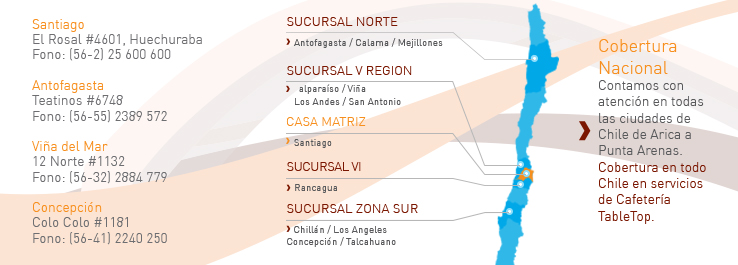 Santiago
El Rosal #4601, Huechuraba
Fono: (56-2) 25 600 600
Antofagasta
Teatinos #6748
Fono: (56-55) 2389 572
Viña del Mar
12 Norte #1132
Fono: (56-32) 2884 779
Concepción
Colo Colo #1181
Fono: (56-41) 2240 250
SUCURSAL NORTE
Antofagasta / Calama / Mejillones
SUCURSAL V REGION
alparaíso / Viña
Los Andes / San Antonio
CASA MATRIZ
Santiago
SUCURSAL VI
Rancagua
SUCURSAL ZONA SUR
Chillán / Los Angeles
Concepción / Talcahuano
Cobertura
Nacional
Contamos con
atención en todas
las ciudades de
Chile de Arica a
Punta Arenas.
Cobertura en todo
Chile en servicios
de Cafetería
TableTop.